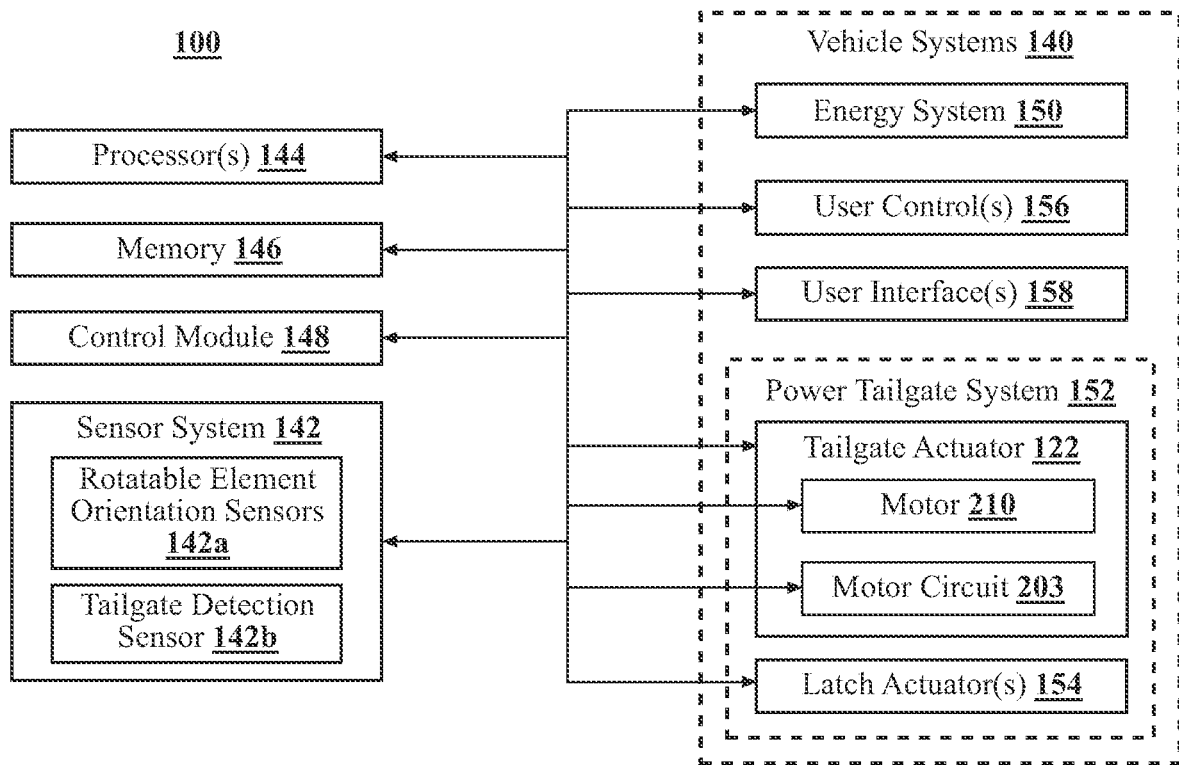 100
Processor(s) 144
Memory 146
Control Module 148
Sensor System 142
Rotatable Element
Orientation Sensors
142a
Tailgate Detection
Sensor 142b
Vehicle Systems 140
Energy System 150
User Control(s) 156
User Interface(s) 158
Power Tailgate System 152
Tailgate Actuator 122
Motor 210
Motor Circuit 203
Latch Actuator(s) 154